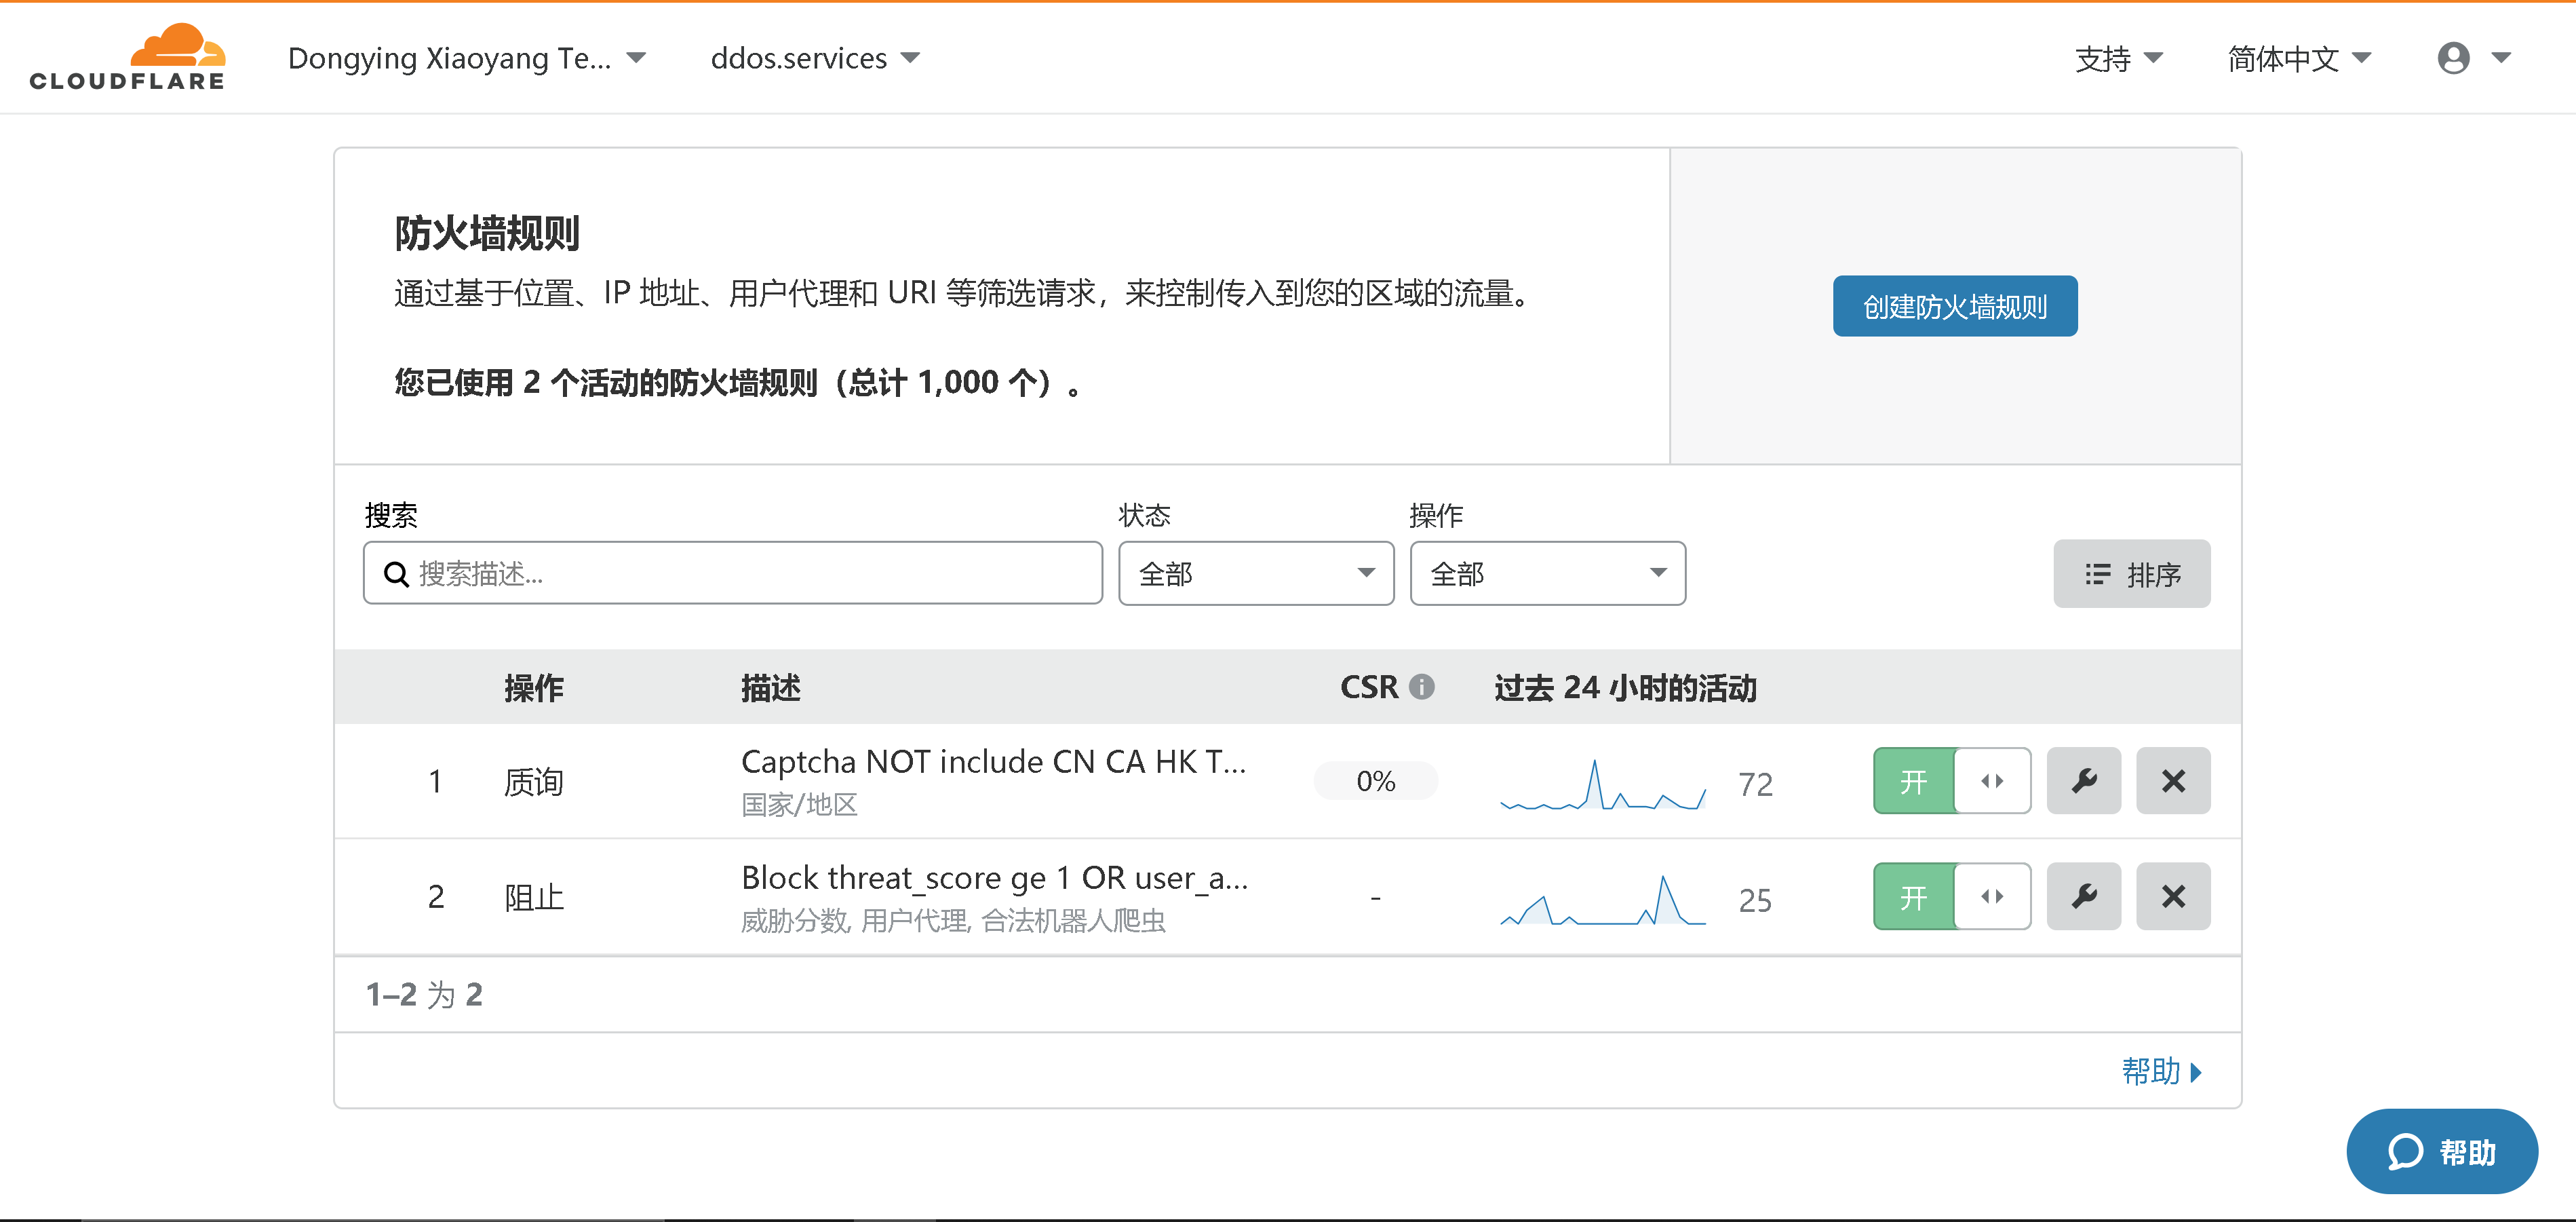 CLOUDFLARE
Dongying Xiaoyang Te...
ddos.services
支持
简体中文
防火墙规则
通过基于位置、IP 地址、用户代理和 URI 等筛选请求，来控制传入到您的区域的流量。
您已使用 2 个活动的防火墙规则（总计 1,000 个）。
创建防火墙规则
搜索
状态
操作
搜索描述...
全部
全部
排序
操作 描述 CSR 过去 24 小时的活动
1 质询 Captcha NOT include CN CA HK T... 0% 72 开
国家/地区
2 阻止 Block threat_score ge 1 OR user_a... - 25 开
威胁分数, 用户代理, 合法机器人爬虫
1–2 为 2
帮助
帮助